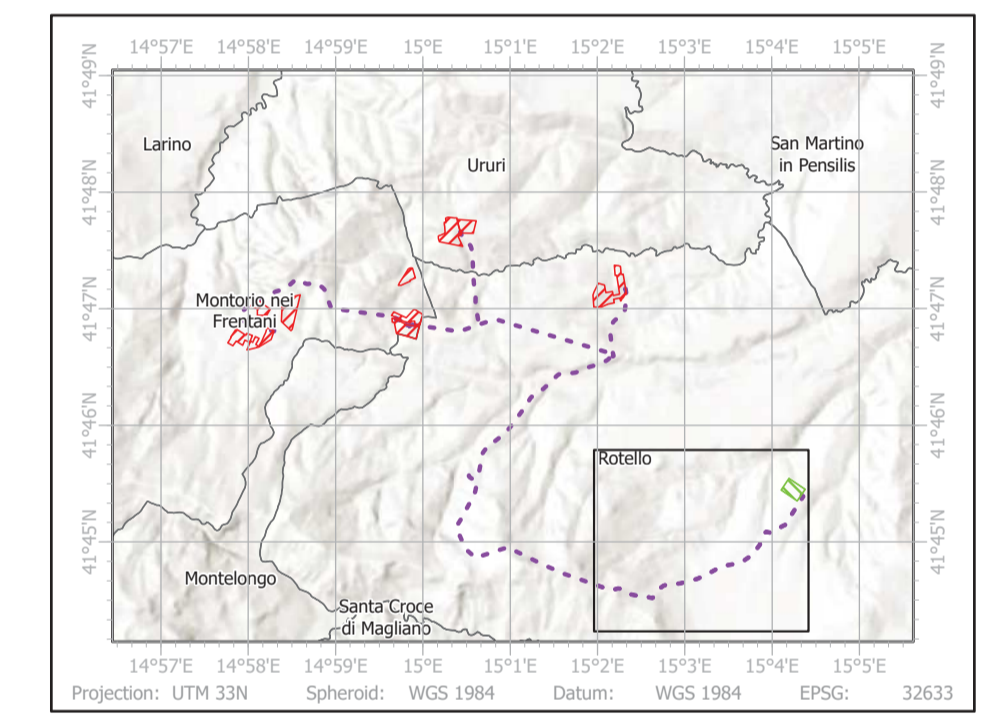 14°57'E 14°58'E 14°59'E 15°0'E 15°1'E 15°2'E 15°3'E 15°4'E 15°5'E
41°49'N 41°49'N
Larino
Ururi
San Martino
in Pensilis
41°48'N 41°48'N
Montorio nei
Frentani
41°47'N 41°47'N
41°46'N 41°46'N
Rotello
41°45'N 41°45'N
Montelongo
Santa Croce
di Magliano
14°57'E 14°58'E 14°59'E 15°0'E 15°1'E 15°2'E 15°3'E 15°4'E 15°5'E
Projection: UTM 33N Spheroid: WGS 1984 Datum: WGS 1984 EPSG: 32633